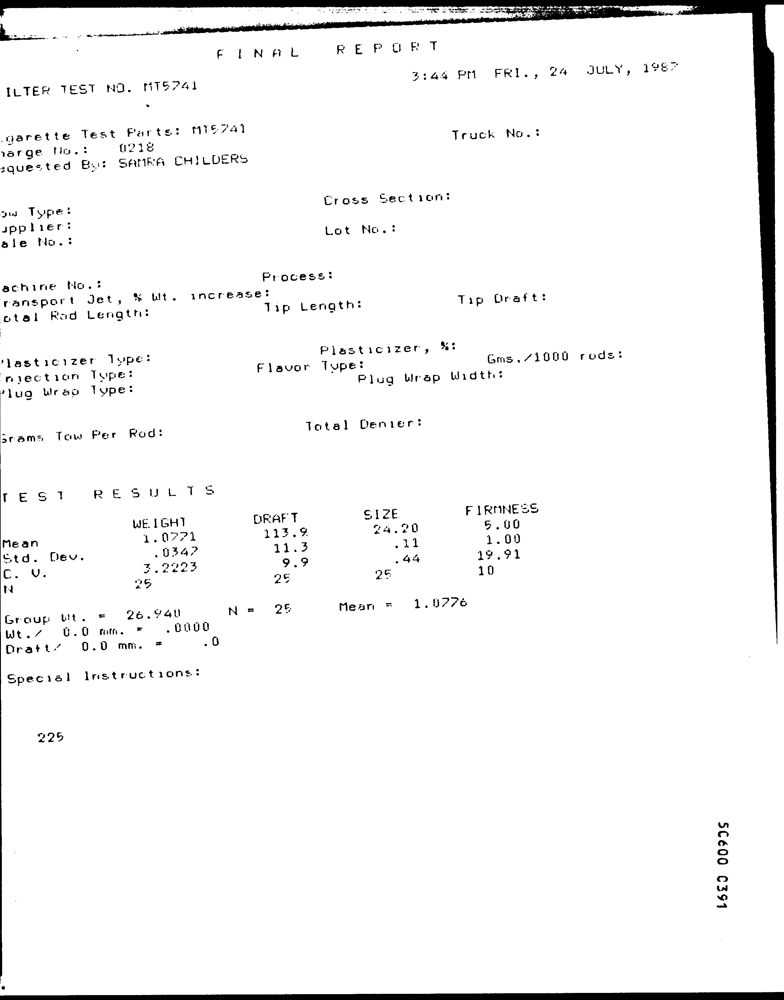 F I N A L   R E P O R T
3:44 PM FRI., 24 JULY, 1987
ILTER TEST NO. MT5741
garette Test Parts: MT5741
harge No.: 0218
Truck No.:
equested By: SAMRA CHILDERS
ow Type: Cross Section:
upplier: Lot No.:
ale No.:
achine No.: Process:
ransport Jet, % Wt. increase:
otal Rod Length: Tip Length: Tip Draft:
Plasticizer Type: Plasticizer, %:
njection Type: Flavor Type: Gms./1000 rods:
Plug Wrap Type: Plug Wrap Width:
Grams Tow Per Rod: Total Denier:
T E S T   R E S U L T S
WEIGHT DRAFT SIZE FIRMNESS
Mean 1.0771 113.9 24.20 5.00
Std. Dev. .0347 11.3 .11 1.00
C. V. 3.2223 9.9 .44 19.91
N 25 25 25 10
Group Wt. = 26.940 N = 25 Mean = 1.0776
Wt./ 0.0 mm. = .0000
Draft/ 0.0 mm. = .0
Special Instructions:
225